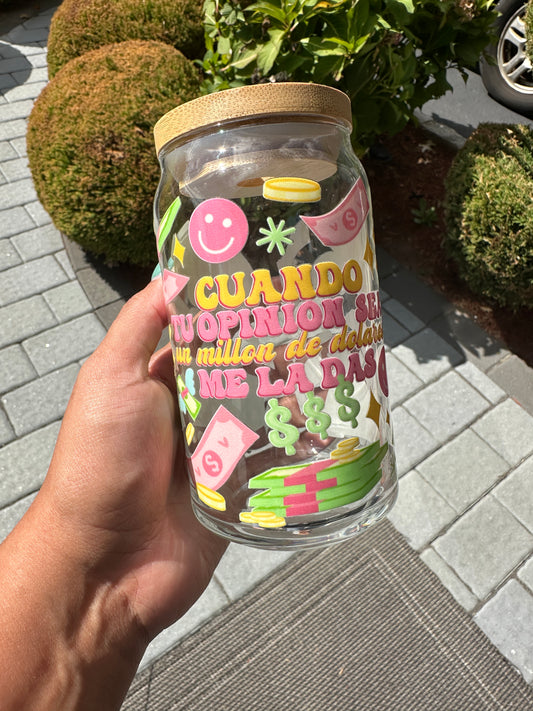 CUANDO
TU OPINION SEA
un millon de dolares
ME LA DAS
$
$
$ $ $